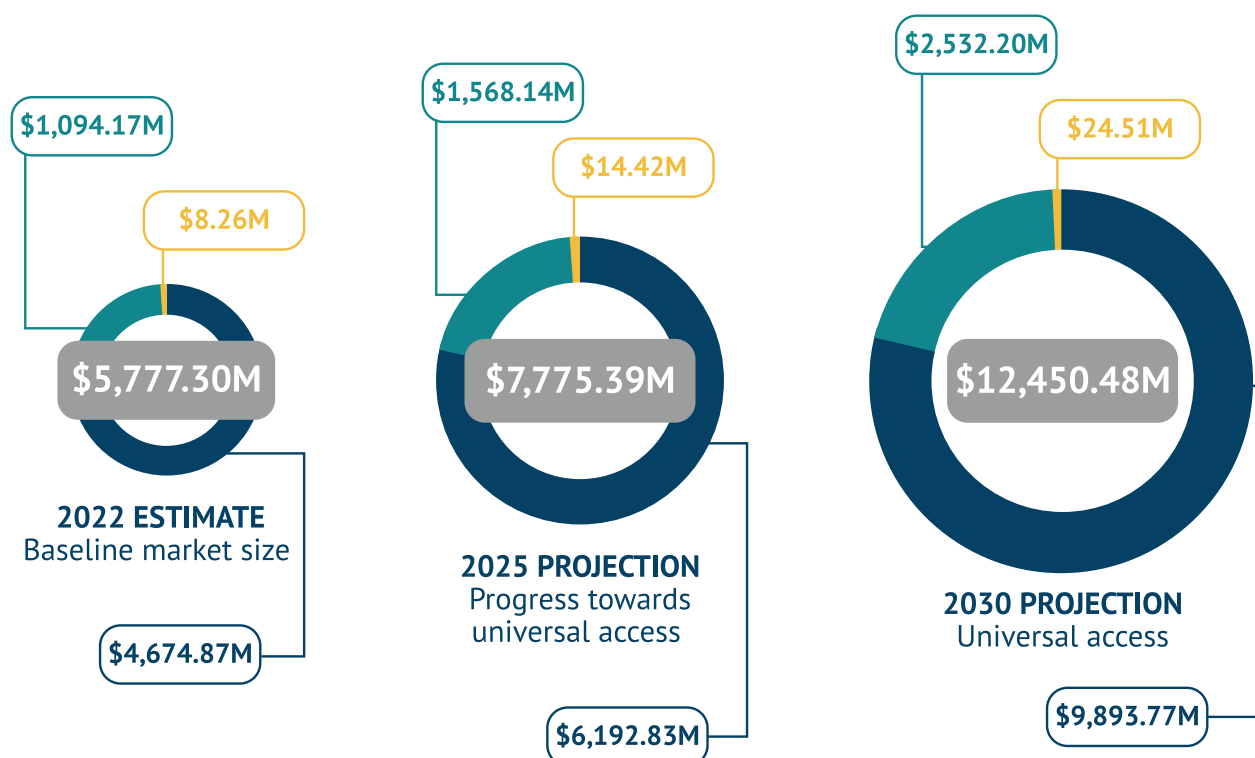 $1,094.17M
$8.26M
$5,777.30M
2022 ESTIMATE
Baseline market size
$4,674.87M
$1,568.14M
$14.42M
$7,775.39M
2025 PROJECTION
Progress towards
universal access
$6,192.83M
$2,532.20M
$24.51M
$12,450.48M
2030 PROJECTION
Universal access
$9,893.77M